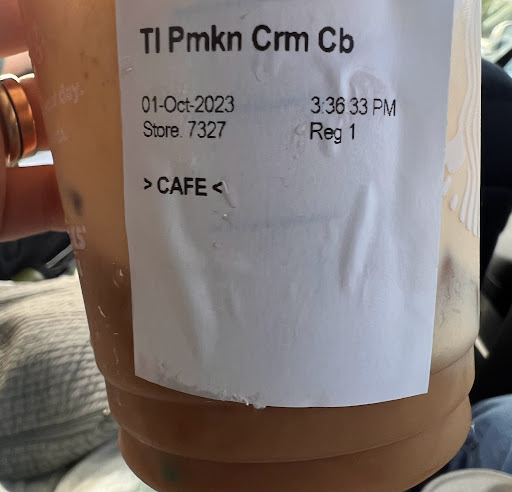 Tl Pmkn Crm Cb
01-Oct-2023 3:36:33 PM
Store. 7327 Reg 1
> CAFE <